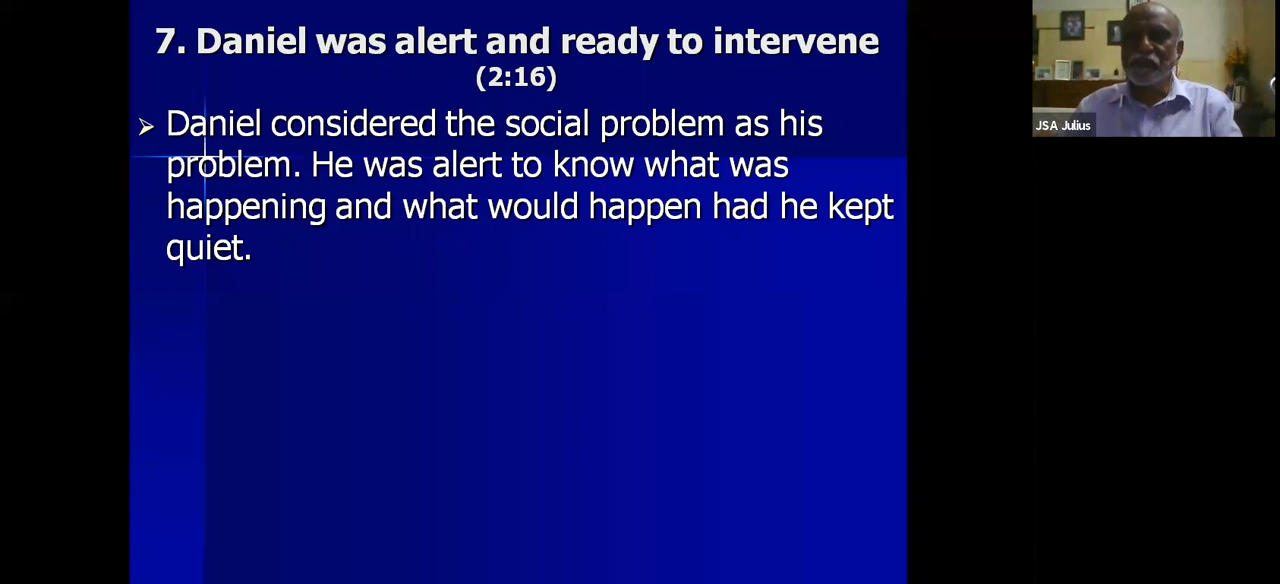 7. Daniel was alert and ready to intervene
(2:16)
➢ Daniel considered the social problem as his
problem. He was alert to know what was
happening and what would happen had he kept
quiet.
JSA Julius